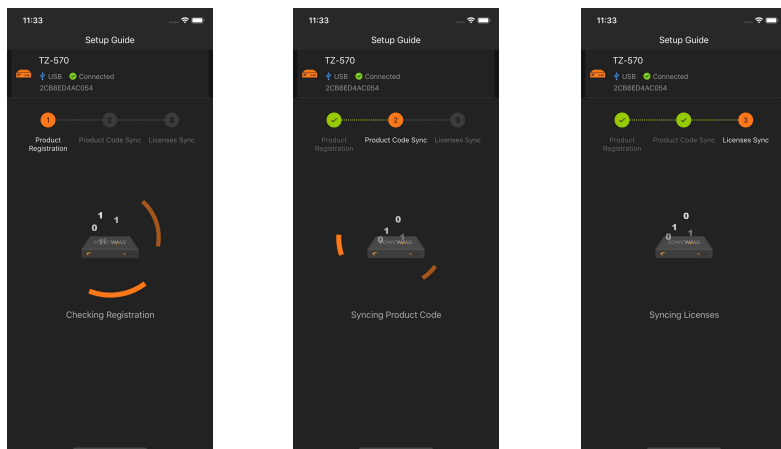 11:33
Setup Guide
TZ-570
USB Connected
2CB8ED4AC054
1 2 3
Product Registration
Product Code Sync
Licenses Sync
1
1
0
SONICWALL
Checking Registration
11:33
Setup Guide
TZ-570
USB Connected
2CB8ED4AC054
2 3
Product Registration
Product Code Sync
Licenses Sync
0
1
0 1
SONICWALL
Syncing Product Code
11:33
Setup Guide
TZ-570
USB Connected
2CB8ED4AC054
3
Product Registration
Product Code Sync
Licenses Sync
0
1
0 1
SONICWALL
Syncing Licenses